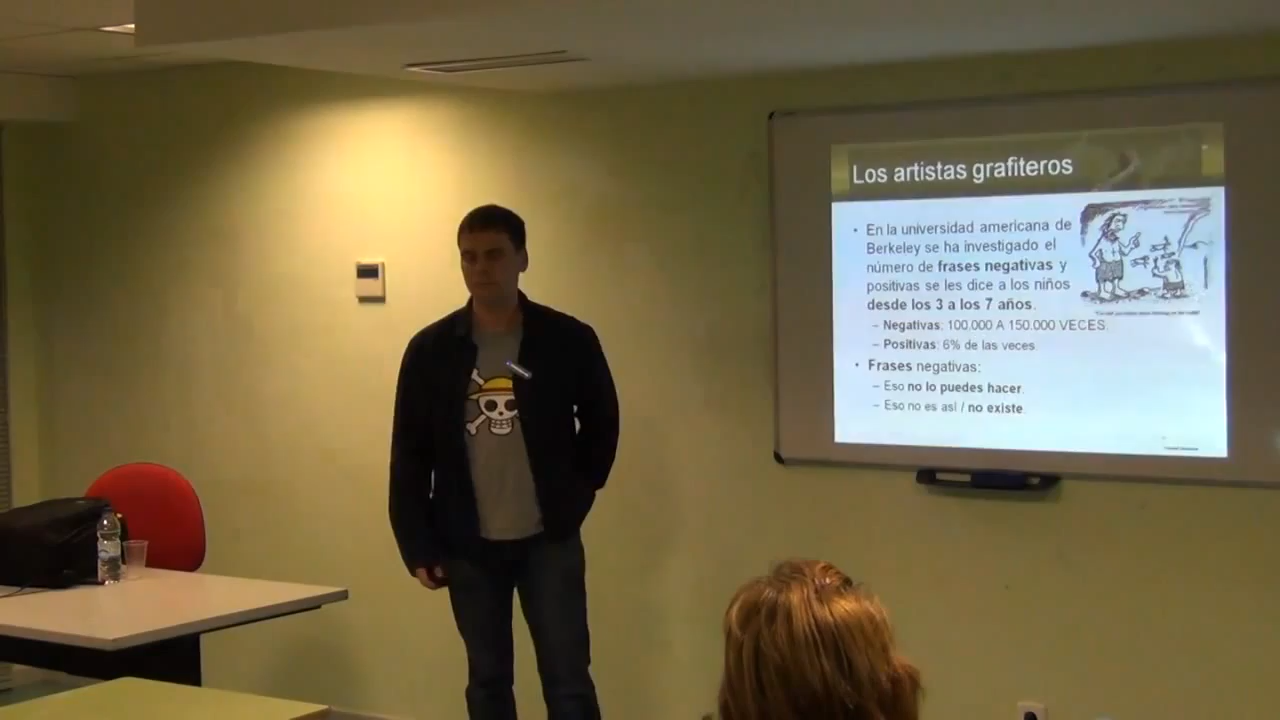 Los artistas grafiteros
• En la universidad americana de
Berkeley se ha investigado el
número de frases negativas y
positivas se les dice a los niños
desde los 3 a los 7 años.
– Negativas: 100.000 A 150.000 VECES.
– Positivas: 6% de las veces
• Frases negativas:
– Eso no lo puedes hacer.
– Eso no es así / no existe.